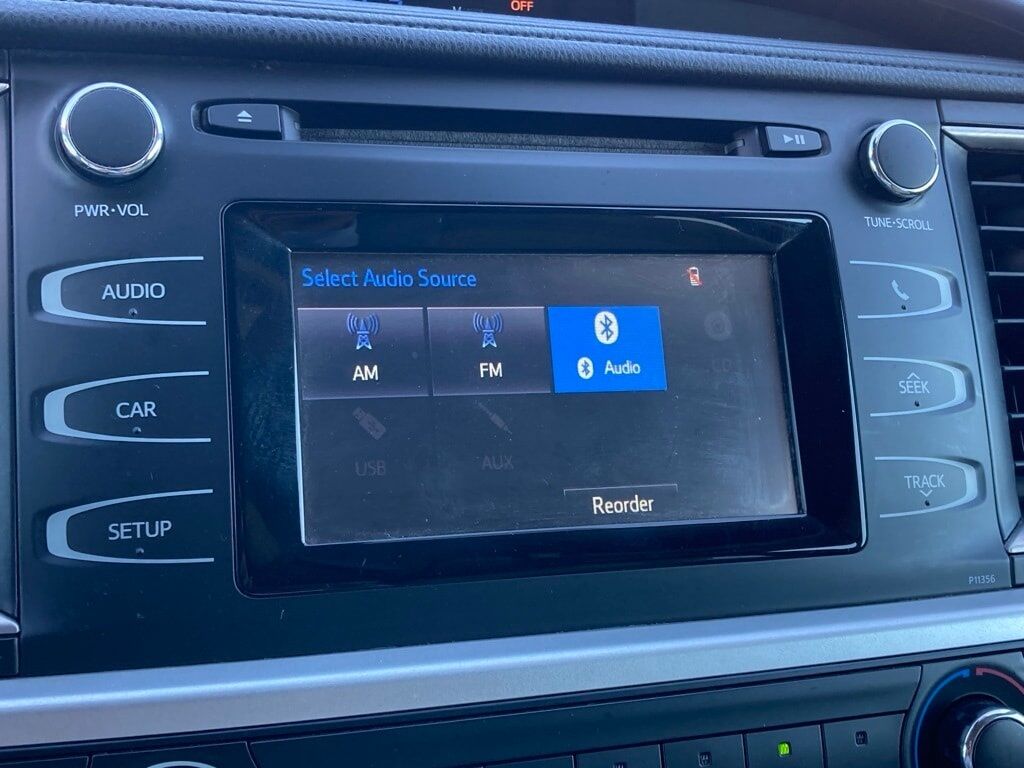 OFF
PWR•VOL
TUNE•SCROLL
AUDIO
CAR
SETUP
Select Audio Source
AM
FM
Audio
CD
USB
AUX
Reorder
SEEK
TRACK
P11356